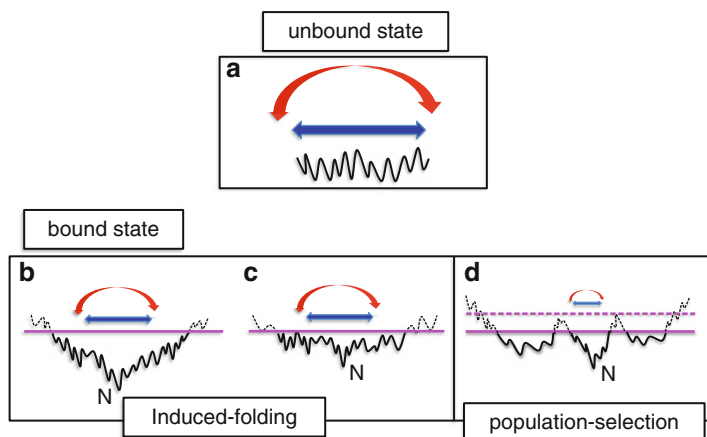 unbound state
a
bound state
b
c
d
N
N
N
Induced-folding
population-selection